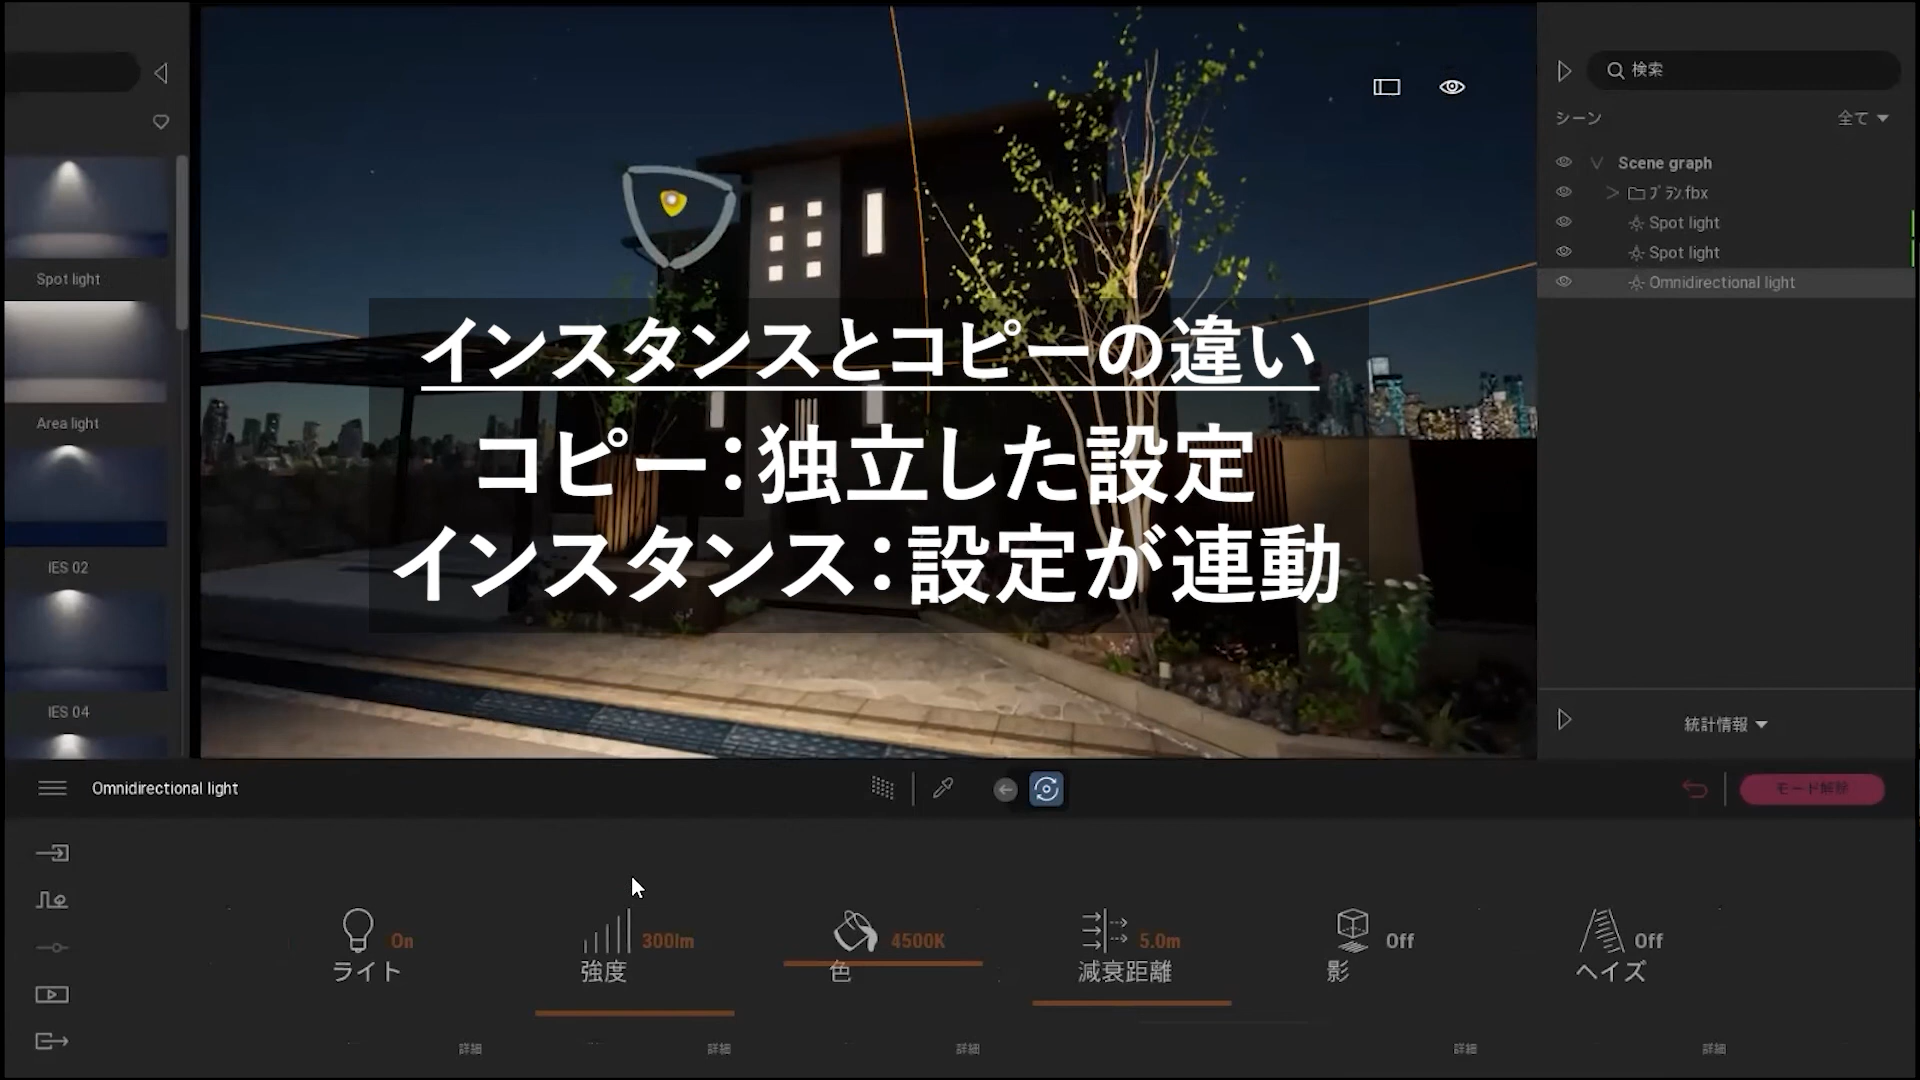 検索
シーン
全て
Scene graph
プラン.fbx
Spot light
Spot light
Omnidirectional light
Spot light
Area light
IES 02
IES 04
インスタンスとコピーの違い
コピー：独立した設定
インスタンス：設定が連動
統計情報
Omnidirectional light
モード解除
On
ライト
300lm
強度
4500K
色
5.0m
減衰距離
Off
影
Off
ヘイズ
詳細
詳細
詳細
詳細
詳細